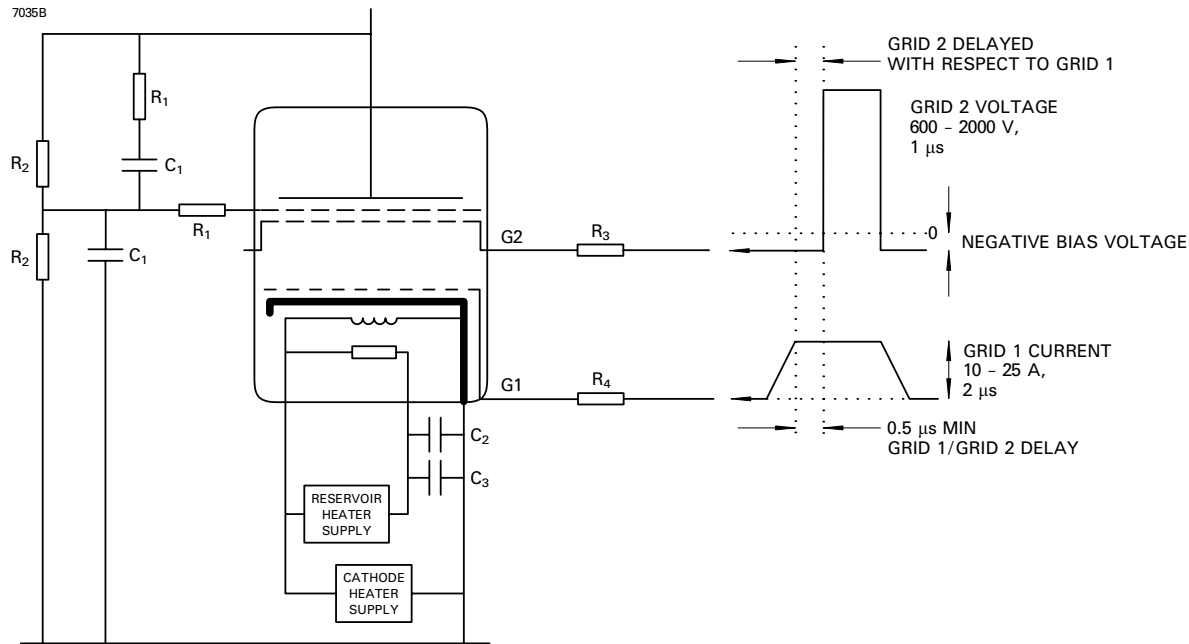 7035B
GRID 2 DELAYED
WITH RESPECT TO GRID 1
R₁
GRID 2 VOLTAGE
600 – 2000 V,
1 μs
R₂
C₁
R₁
G2
R₃
0
NEGATIVE BIAS VOLTAGE
R₂
C₁
GRID 1 CURRENT
10 – 25 A,
2 μs
G1
R₄
0.5 μs MIN
GRID 1/GRID 2 DELAY
C₂
C₃
RESERVOIR
HEATER
SUPPLY
CATHODE
HEATER
SUPPLY